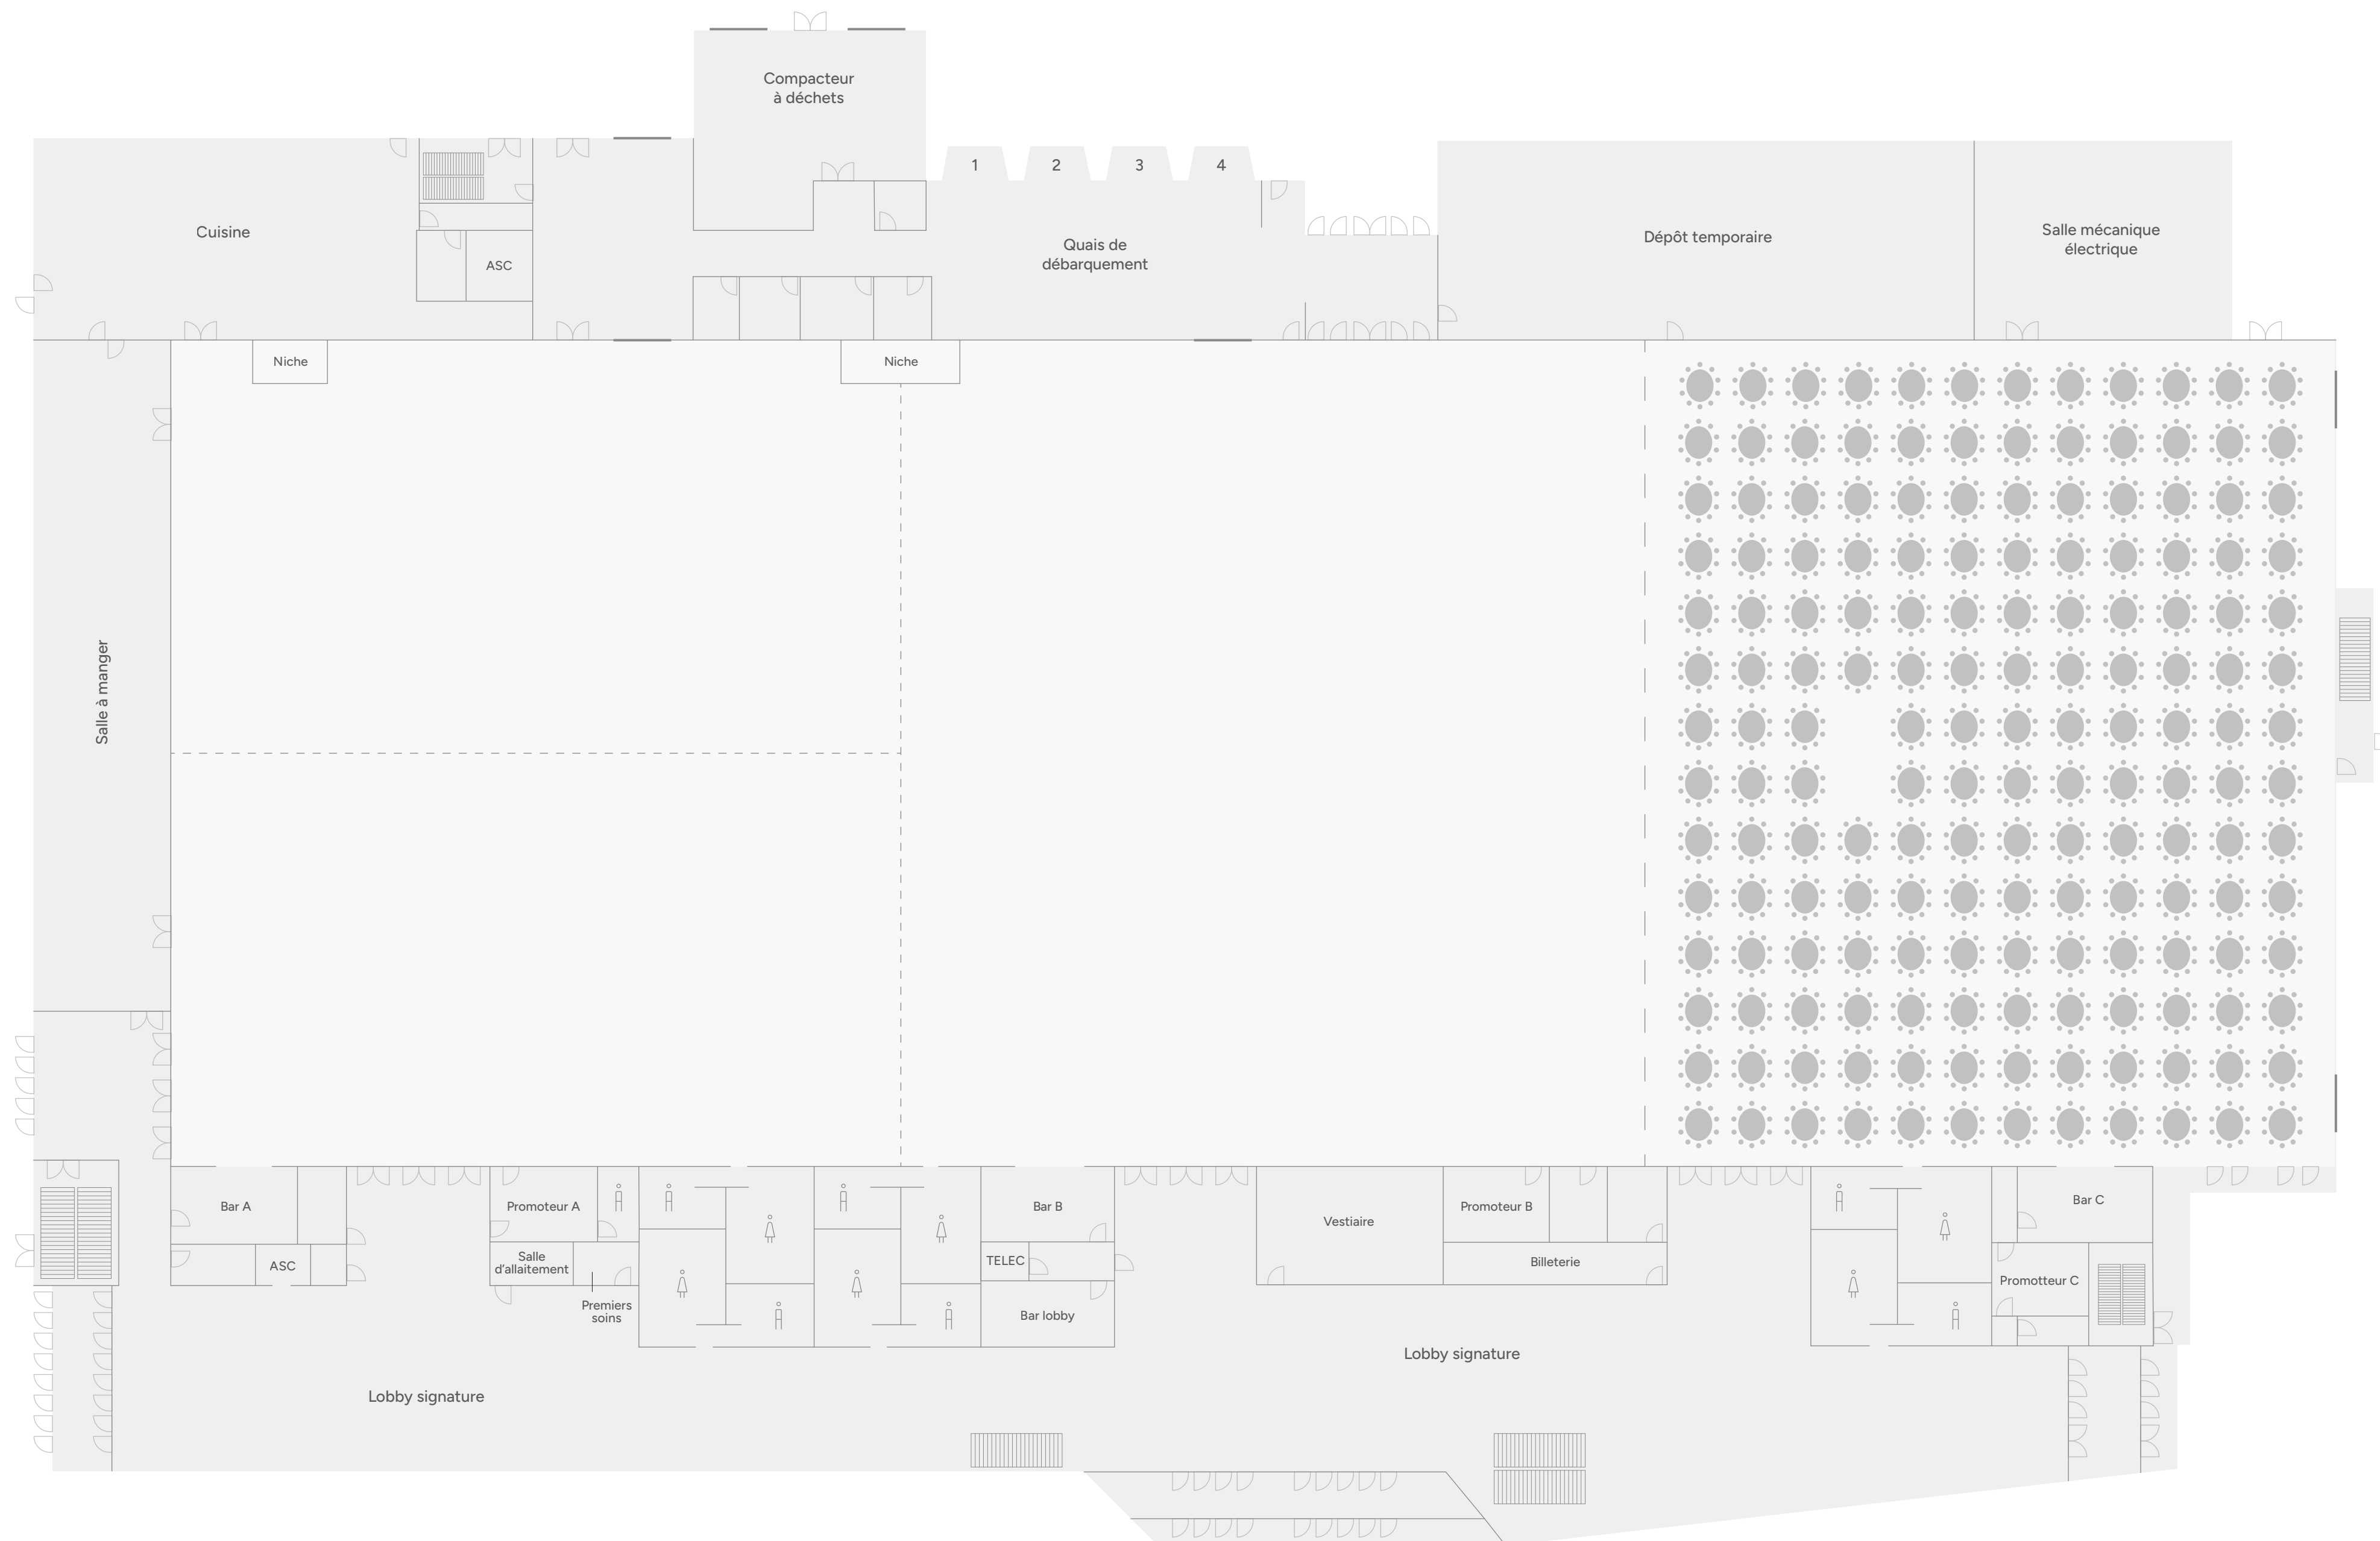 Compacteur
à déchets
1
2
3
4
Cuisine
ASC
Quais de
débarquement
Dépôt temporaire
Salle mécanique
électrique
Niche
Niche
Salle à manger
Bar A
ASC
Promoteur A
Salle
d'allaitement
Premiers
soins
Bar B
TELEC
Bar lobby
Vestiaire
Promoteur B
Billeterie
Bar C
Promotteur C
Lobby signature
Lobby signature